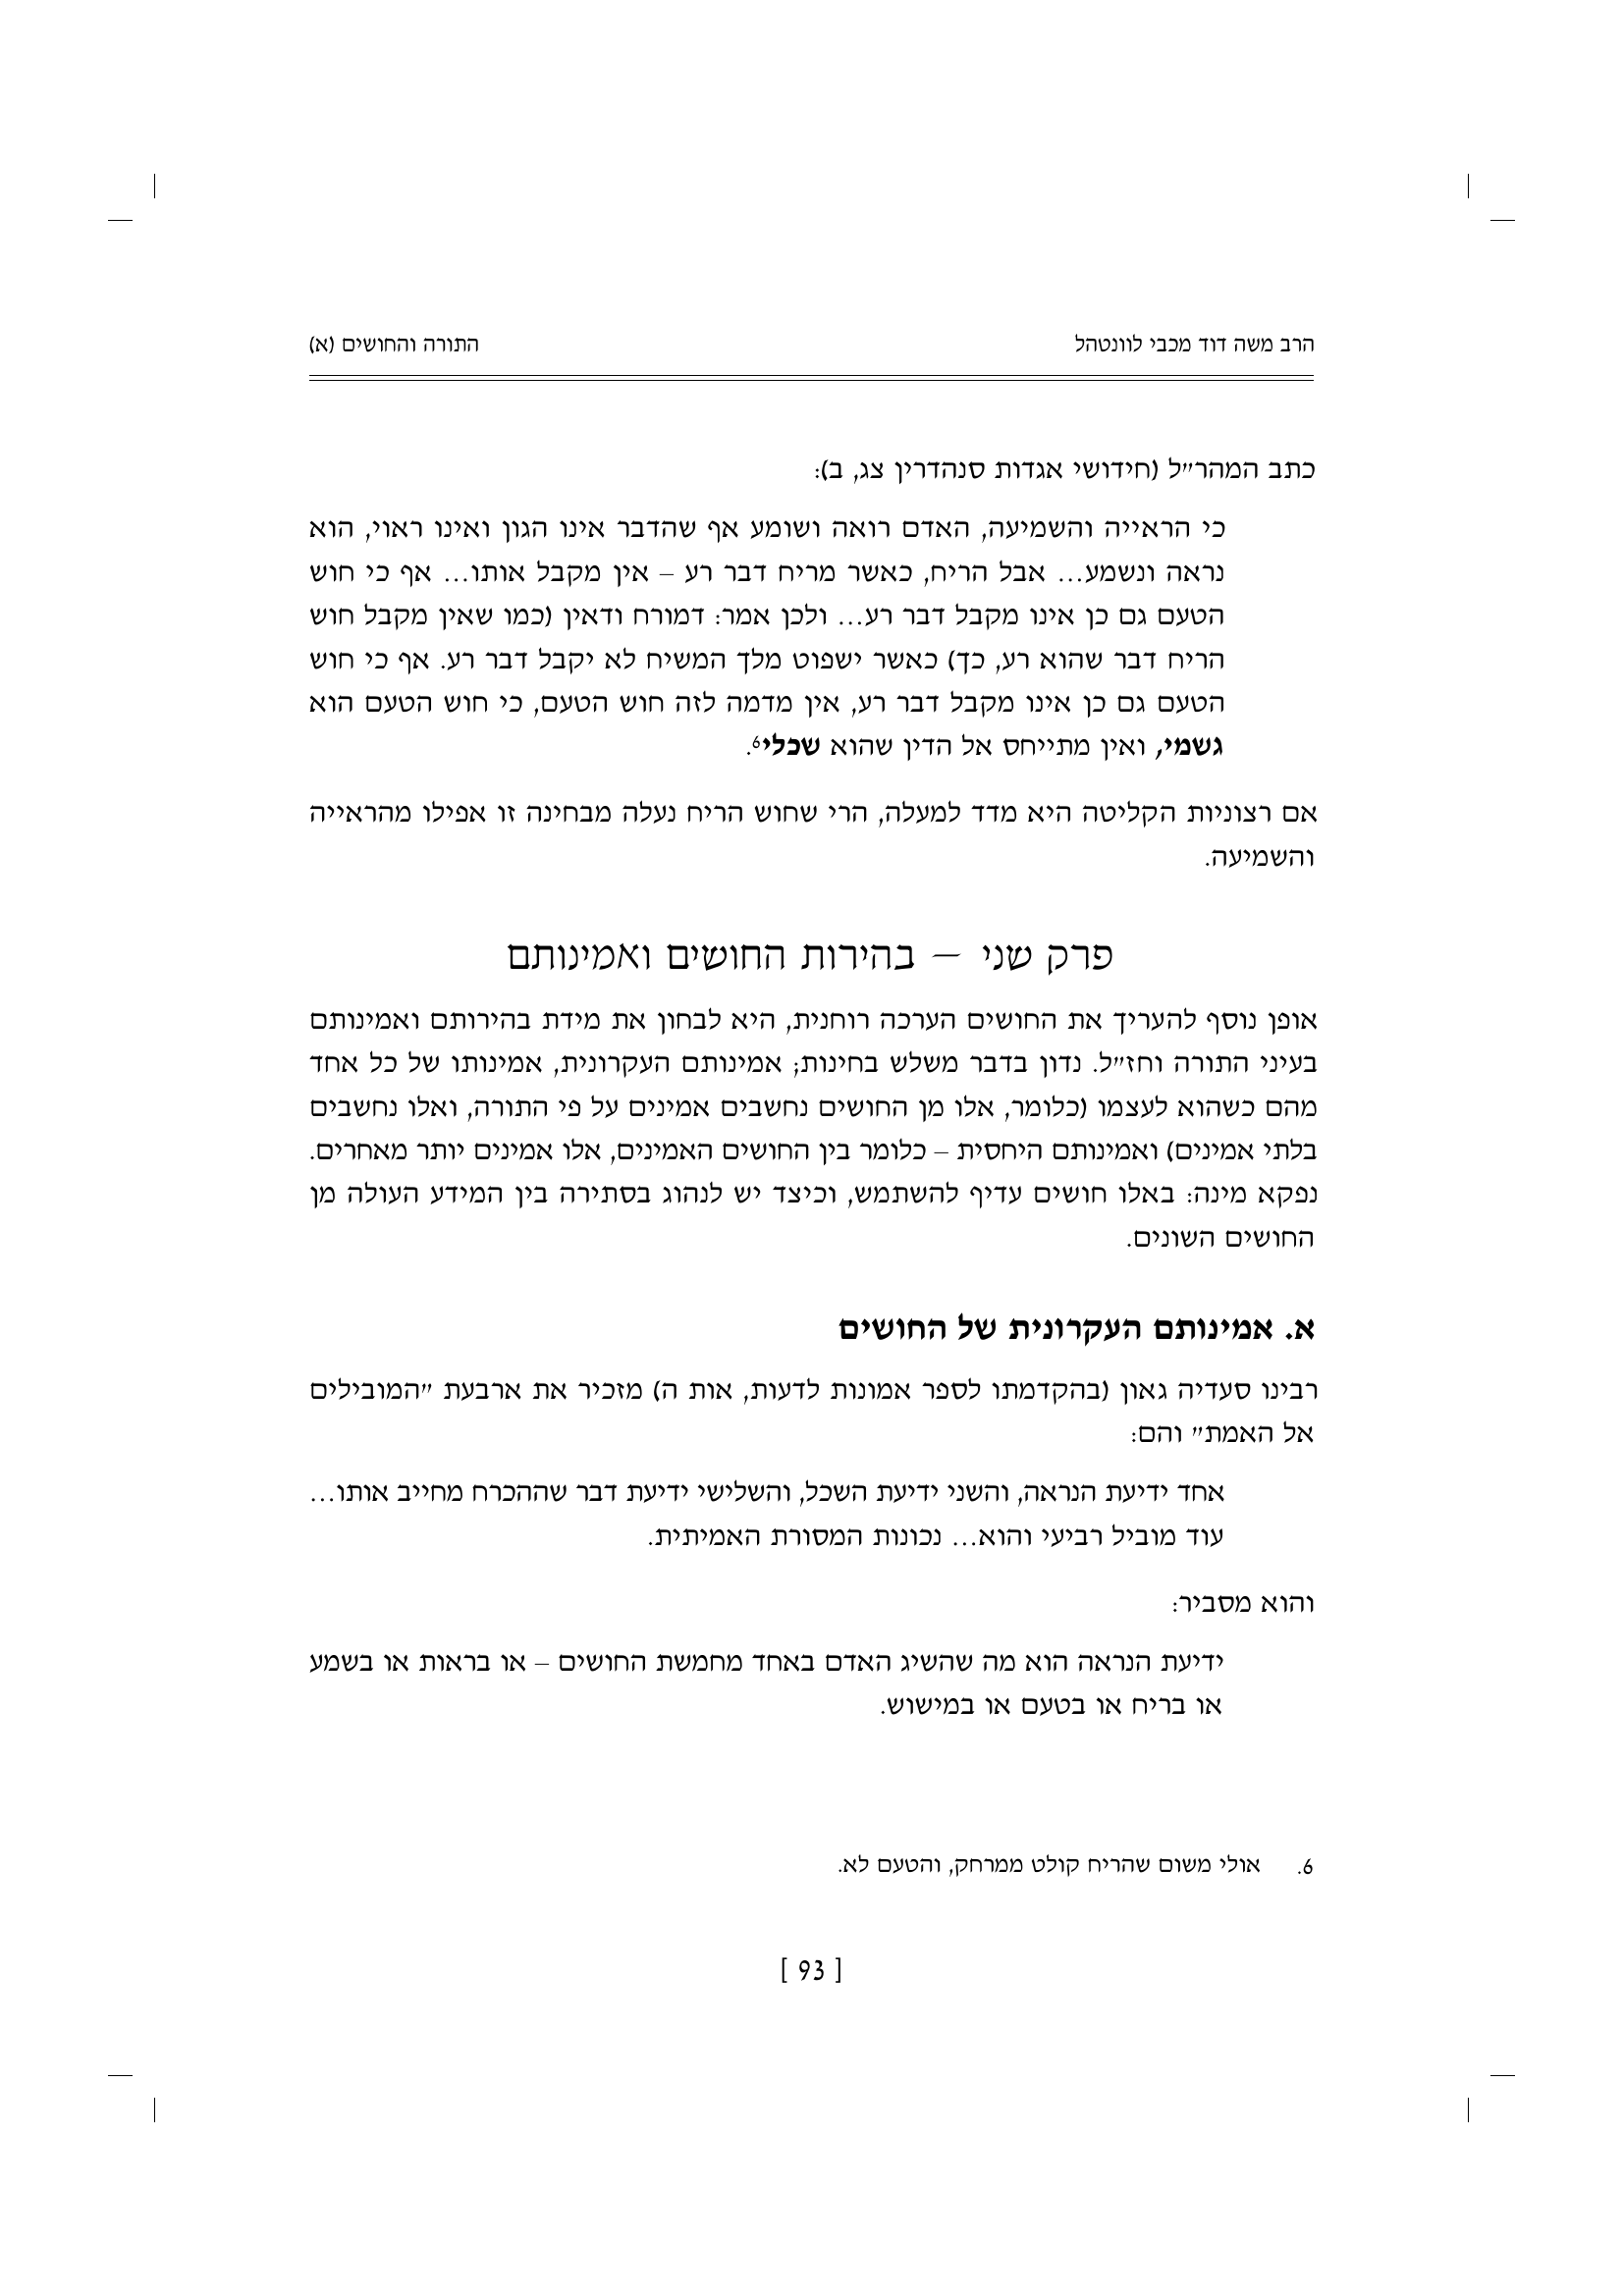 הרב משה דוד מכבי לוונטהל
התורה והחושים (א)
כתב המהר״ל (חידושי אגדות סנהדרין צג, ב):
כי הראייה והשמיעה, האדם רואה ושומע אף שהדבר אינו הגון ואינו ראוי, הוא
נראה ונשמע... אבל הריח, כאשר מריח דבר רע – אין מקבל אותו... אף כי חוש
הטעם גם כן אינו מקבל דבר רע... ולכן אמר: דמורח ודאין (כמו שאין מקבל חוש
הריח דבר שהוא רע, כך) כאשר ישפוט מלך המשיח לא יקבל דבר רע. אף כי חוש
הטעם גם כן אינו מקבל דבר רע, אין מדמה לזה חוש הטעם, כי חוש הטעם הוא
גשמי, ואין מתייחס אל הדין שהוא שכלי6.
אם רצוניות הקליטה היא מדד למעלה, הרי שחוש הריח נעלה מבחינה זו אפילו מהראייה
והשמיעה.
פרק שני – בהירות החושים ואמינותם
אופן נוסף להעריך את החושים הערכה רוחנית, היא לבחון את מידת בהירותם ואמינותם
בעיני התורה וחז״ל. נדון בדבר משלש בחינות; אמינותם העקרונית, אמינותו של כל אחד
מהם כשהוא לעצמו (כלומר, אלו מן החושים נחשבים אמינים על פי התורה, ואלו נחשבים
בלתי אמינים) ואמינותם היחסית – כלומר בין החושים האמינים, אלו אמינים יותר מאחרים.
נפקא מינה: באלו חושים עדיף להשתמש, וכיצד יש לנהוג בסתירה בין המידע העולה מן
החושים השונים.
א. אמינותם העקרונית של החושים
רבינו סעדיה גאון (בהקדמתו לספר אמונות לדעות, אות ה) מזכיר את ארבעת ״המובילים
אל האמת״ והם:
אחד ידיעת הנראה, והשני ידיעת השכל, והשלישי ידיעת דבר שההכרח מחייב אותו...
עוד מוביל רביעי והוא... נכונות המסורת האמיתית.
והוא מסביר:
ידיעת הנראה הוא מה שהשיג האדם באחד מחמשת החושים – או בראות או בשמע
או בריח או בטעם או במישוש.
6. אולי משום שהריח קולט ממרחק, והטעם לא.
[ 93 ]